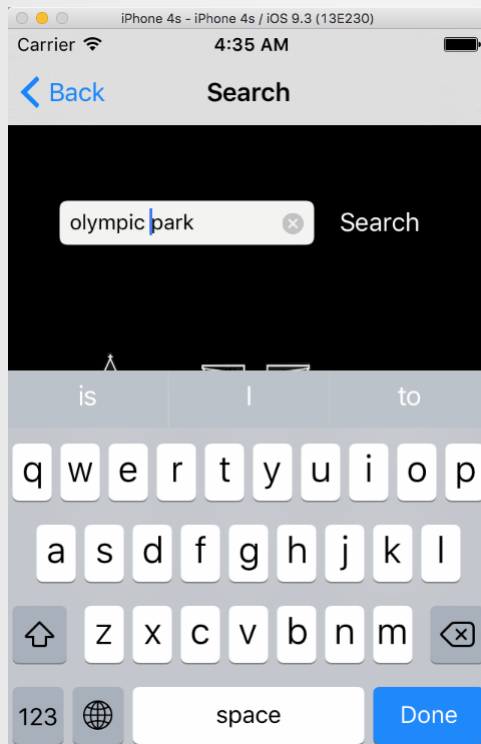 iPhone 4s - iPhone 4s / iOS 9.3 (13E230)
Carrier 4:35 AM
Back Search
olympic park Search
is I to
q w e r t y u i o p
a s d f g h j k l
z x c v b n m
123 space Done